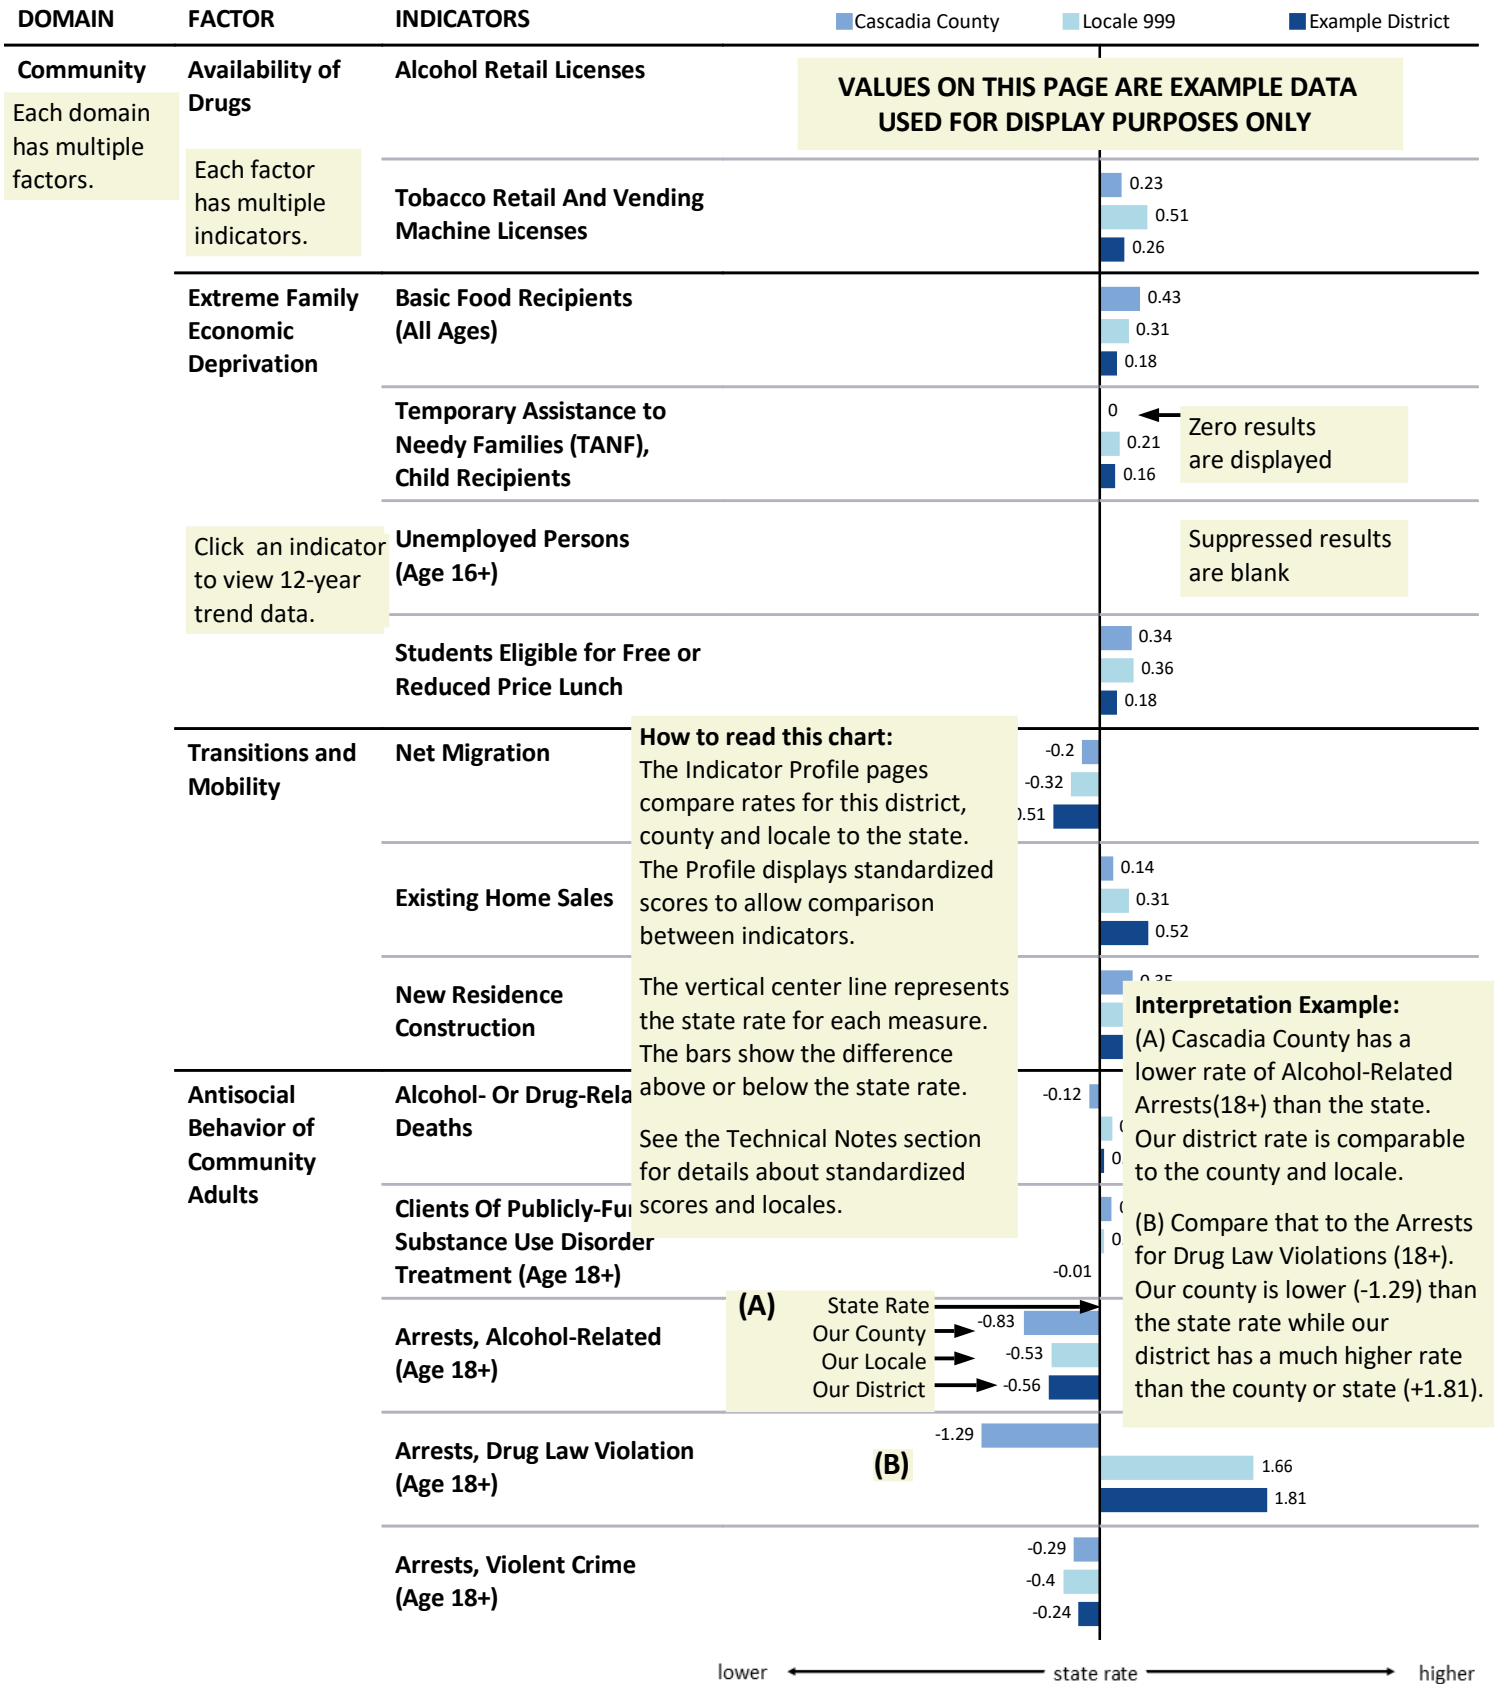 DOMAIN FACTOR INDICATORS Cascadia County Locale 999 Example District
Community
Each domain
has multiple
factors.
Availability of
Drugs
Each factor
has multiple
indicators.
Alcohol Retail Licenses
VALUES ON THIS PAGE ARE EXAMPLE DATA
USED FOR DISPLAY PURPOSES ONLY
Tobacco Retail And Vending
Machine Licenses
0.23
0.51
0.26
Extreme Family
Economic
Deprivation
Basic Food Recipients
(All Ages)
0.43
0.31
0.18
Temporary Assistance to
Needy Families (TANF),
Child Recipients
0
0.21
0.16
Zero results
are displayed
Click an indicator
to view 12-year
trend data.
Unemployed Persons
(Age 16+)
Suppressed results
are blank
Students Eligible for Free or
Reduced Price Lunch
0.34
0.36
0.18
Transitions and
Mobility
Net Migration
-0.2
-0.32
.51
How to read this chart:
The Indicator Profile pages
compare rates for this district,
county and locale to the state.
The Profile displays standardized
scores to allow comparison
between indicators.
The vertical center line represents
the state rate for each measure.
The bars show the difference
above or below the state rate.
See the Technical Notes section
for details about standardized
scores and locales.
Existing Home Sales
0.14
0.31
0.52
New Residence
Construction
0.35
Interpretation Example:
(A) Cascadia County has a
lower rate of Alcohol-Related
Arrests(18+) than the state.
Our district rate is comparable
to the county and locale.
(B) Compare that to the Arrests
for Drug Law Violations (18+).
Our county is lower (-1.29) than
the state rate while our
district has a much higher rate
than the county or state (+1.81).
Antisocial
Behavior of
Community
Adults
Alcohol- Or Drug-Rela
Deaths
-0.12
0.
Clients Of Publicly-Fu
Substance Use Disorder
Treatment (Age 18+)
0.
-0.01
Arrests, Alcohol-Related
(Age 18+)
(A) State Rate
Our County -0.83
Our Locale -0.53
Our District -0.56
Arrests, Drug Law Violation
(Age 18+)
(B)
-1.29
1.66
1.81
Arrests, Violent Crime
(Age 18+)
-0.29
-0.4
-0.24
lower state rate higher